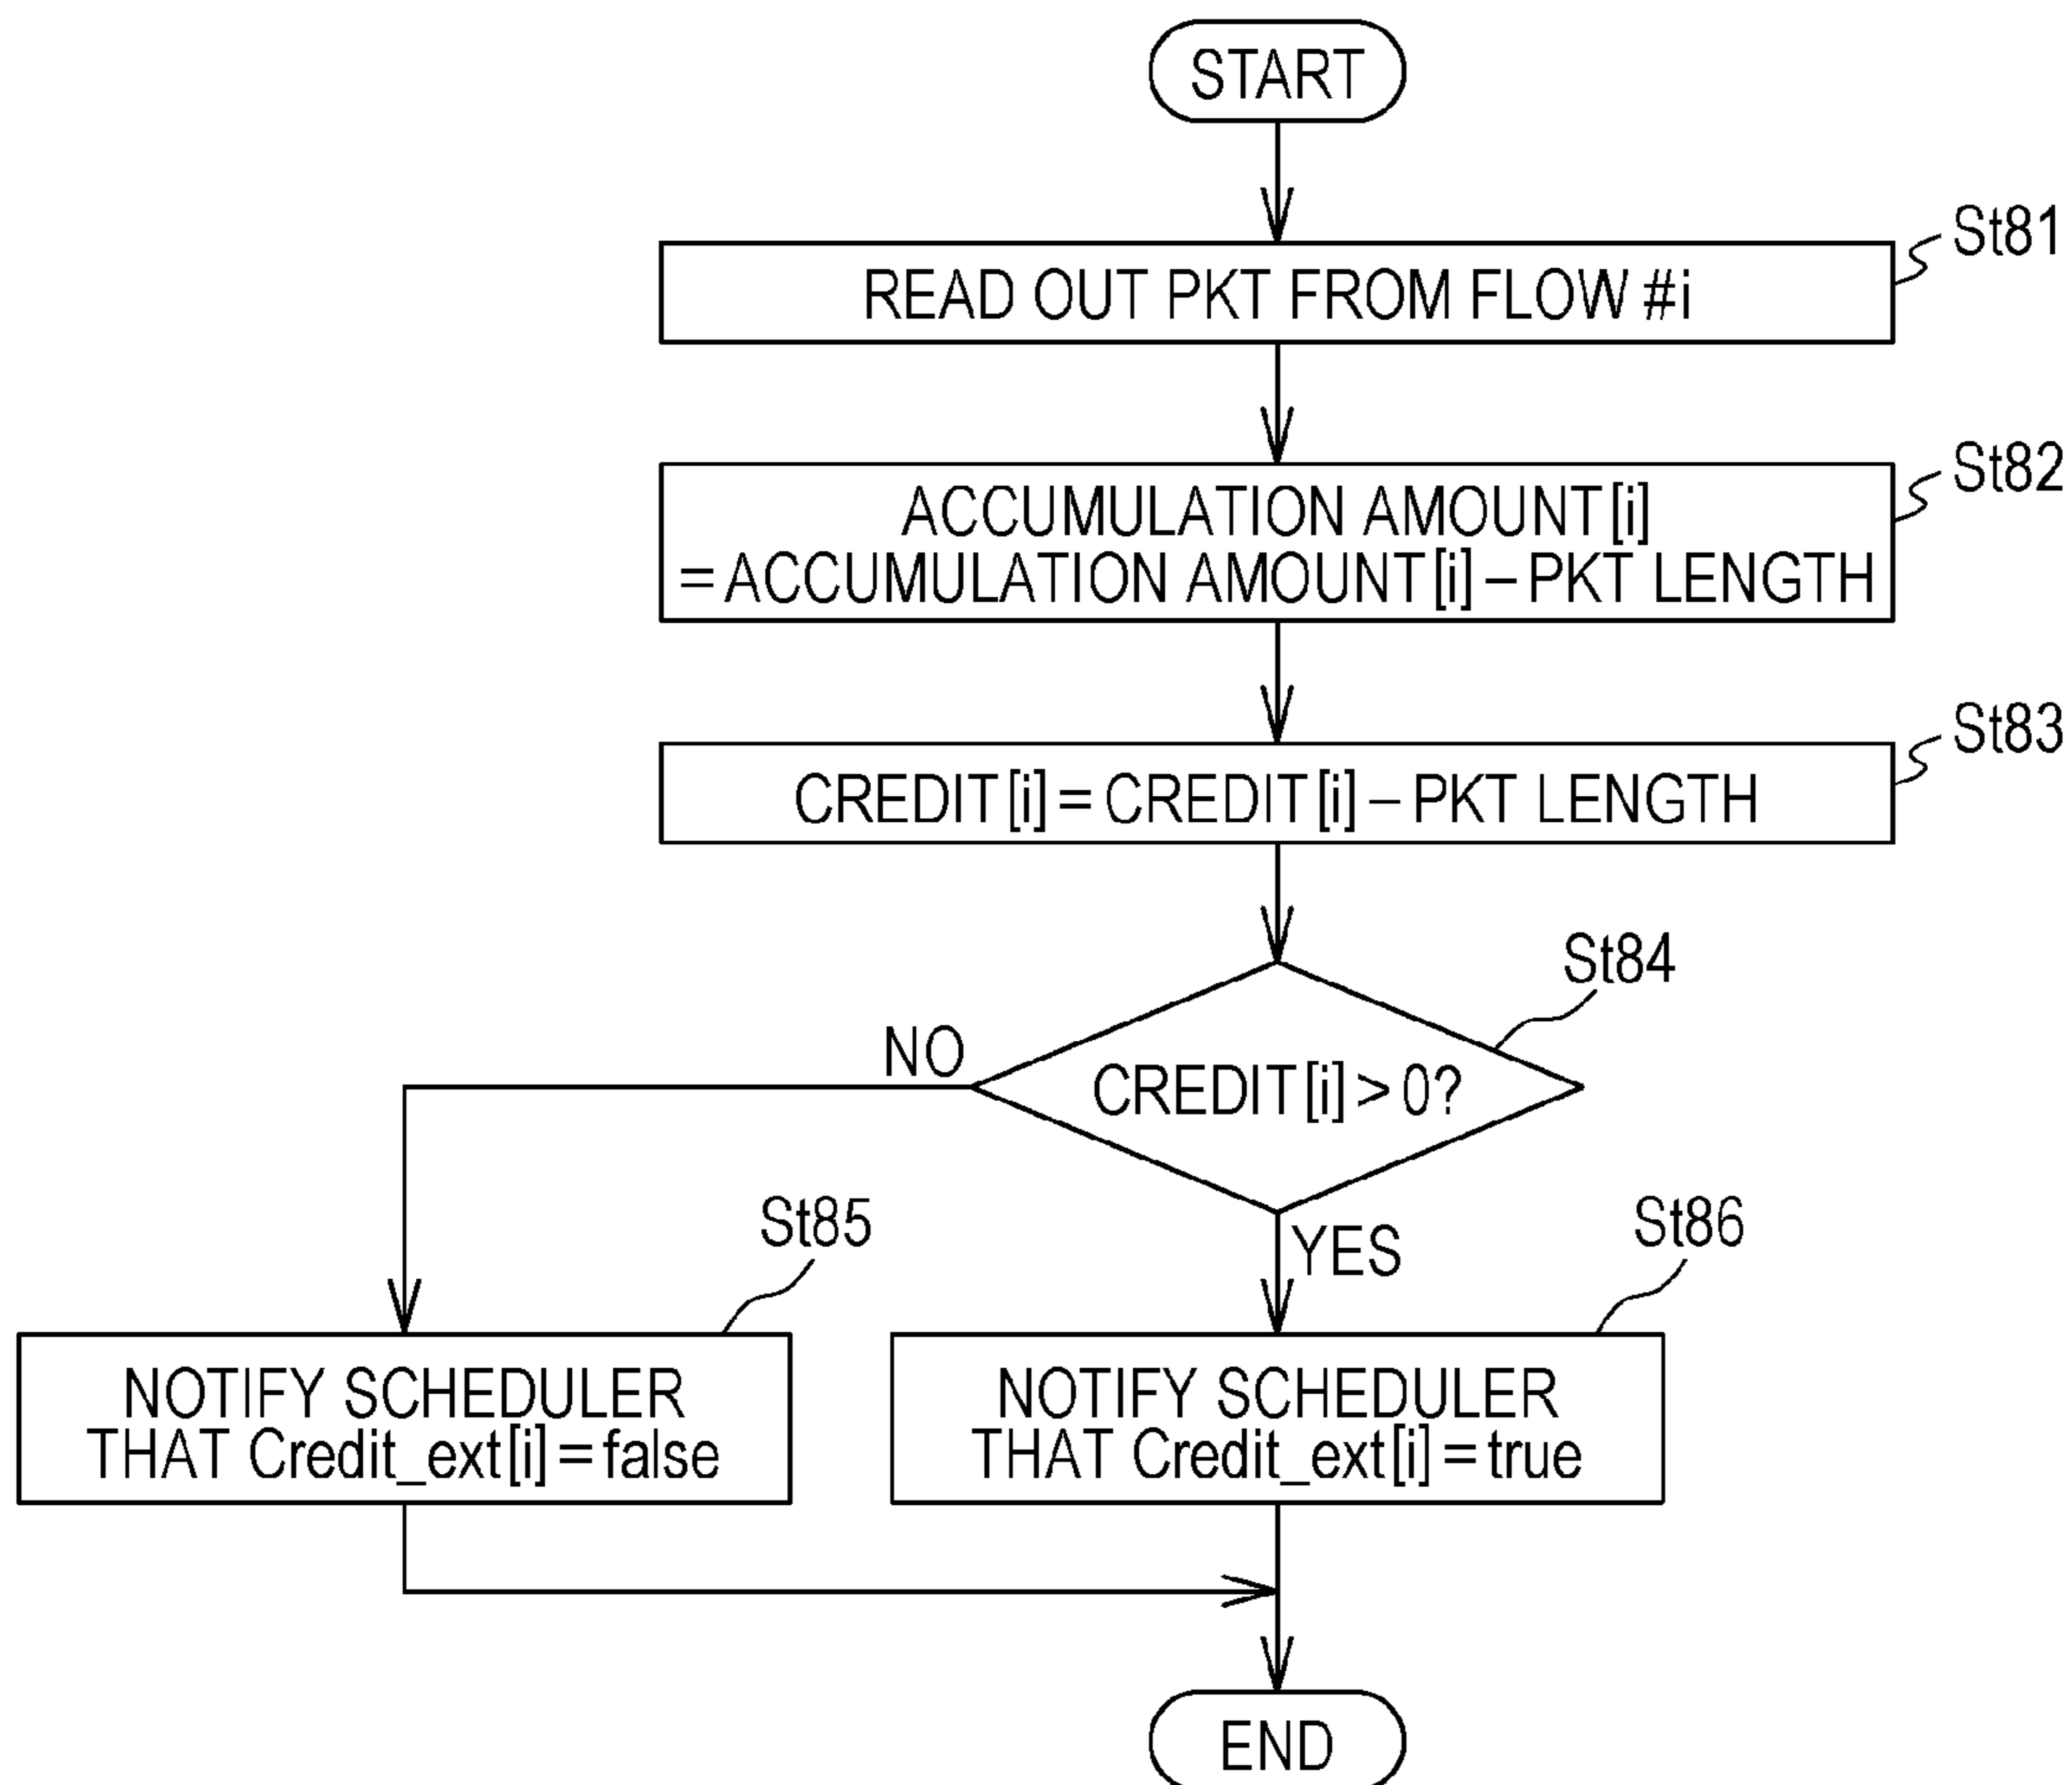 START
St81
READ OUT PKT FROM FLOW #i
St82
ACCUMULATION AMOUNT[i]
=ACCUMULATION AMOUNT[i]–PKT LENGTH
St83
CREDIT[i]=CREDIT[i]–PKT LENGTH
St84
NO
CREDIT[i]>0?
YES
St85
St86
NOTIFY SCHEDULER
THAT Credit_ext[i]=false
NOTIFY SCHEDULER
THAT Credit_ext[i]=true
END